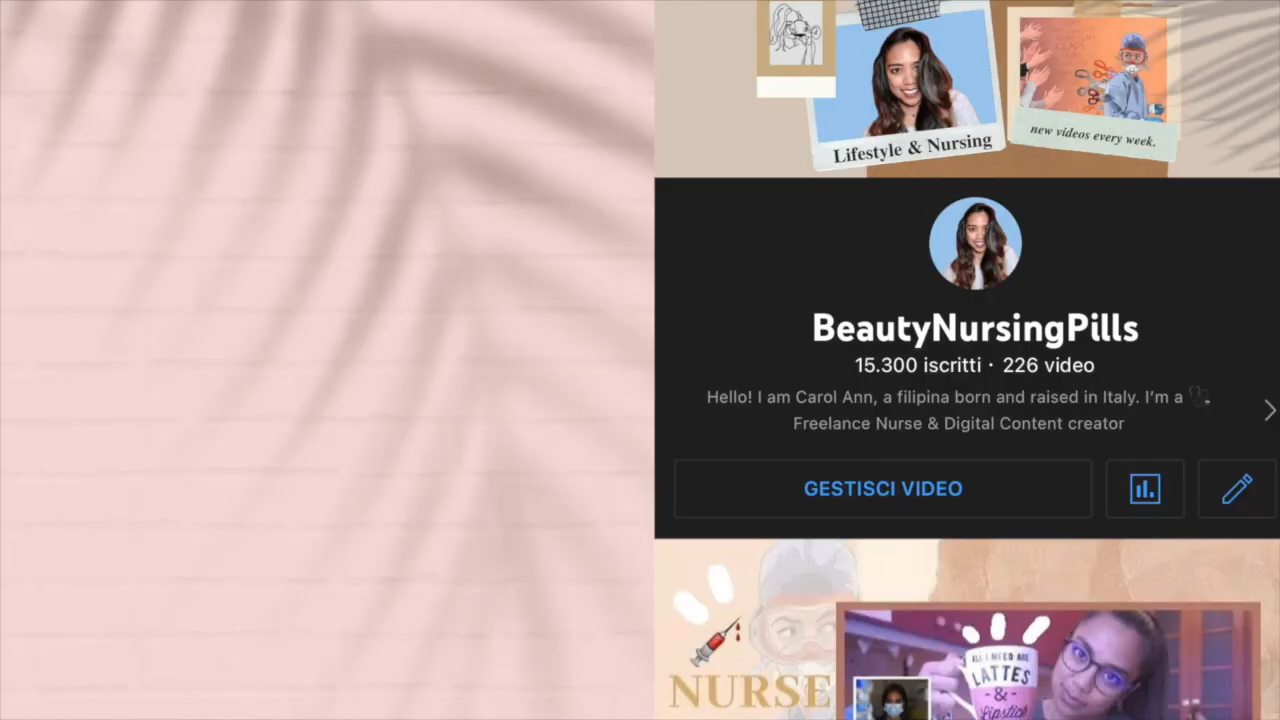 Lifestyle & Nursing
new videos every week.
BeautyNursingPills
15.300 iscritti · 226 video
Hello! I am Carol Ann, a filipina born and raised in Italy. I'm a
Freelance Nurse & Digital Content creator
GESTISCI VIDEO
NURSE
ALL I NEED ARE
LATTES
-&-
Lipstick